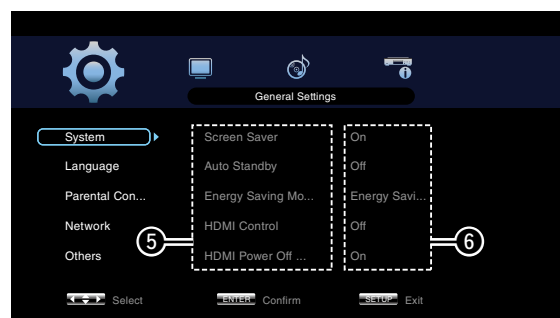 General Settings
System Screen Saver On
Language Auto Standby Off
Parental Con... Energy Saving Mo... Energy Savi...
Network HDMI Control Off
5 6
Others HDMI Power Off ... On
Select ENTER Confirm SETUP Exit